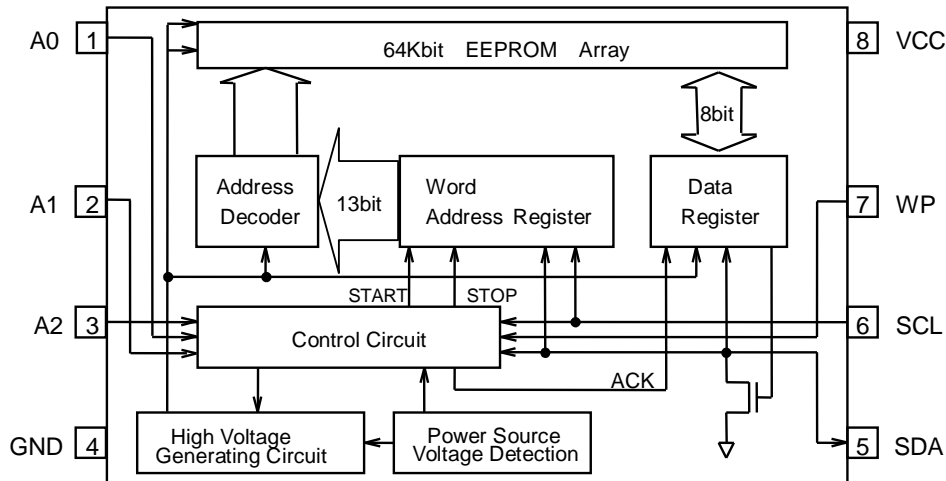 A0 1
64Kbit EEPROM Array
8 VCC
8bit
A1 2
Address
Decoder
13bit
Word
Address Register
Data
Register
7 WP
START
STOP
A2 3
Control Circuit
6 SCL
ACK
GND 4
High Voltage
Generating Circuit
Power Source
Voltage Detection
5 SDA